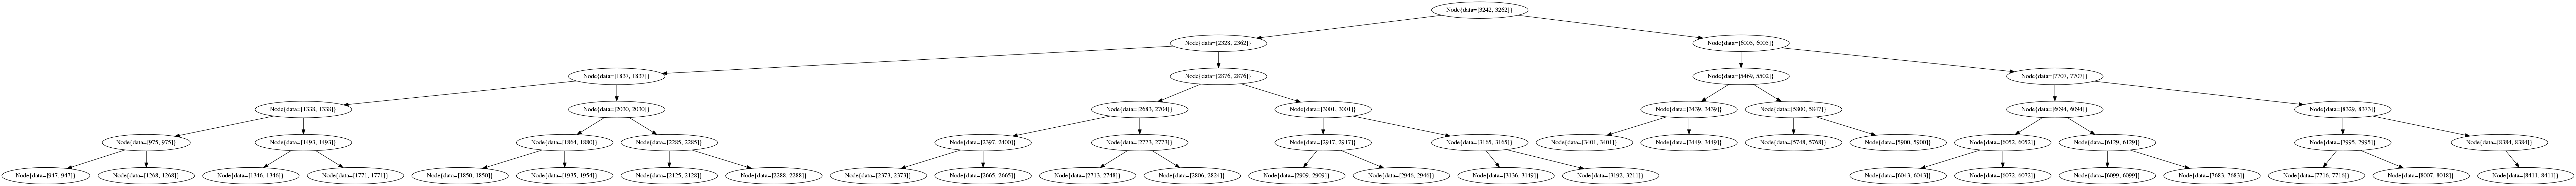 Node{data=[3242, 3262]}
Node{data=[2328, 2362]}
Node{data=[6005, 6005]}
Node{data=[1837, 1837]}
Node{data=[2876, 2876]}
Node{data=[5469, 5502]}
Node{data=[7707, 7707]}
Node{data=[1338, 1338]}
Node{data=[2030, 2030]}
Node{data=[2683, 2704]}
Node{data=[3001, 3001]}
Node{data=[3439, 3439]}
Node{data=[5800, 5847]}
Node{data=[6094, 6094]}
Node{data=[8329, 8373]}
Node{data=[975, 975]}
Node{data=[1493, 1493]}
Node{data=[1864, 1880]}
Node{data=[2285, 2285]}
Node{data=[2397, 2400]}
Node{data=[2773, 2773]}
Node{data=[2917, 2917]}
Node{data=[3165, 3165]}
Node{data=[3401, 3401]}
Node{data=[3449, 3449]}
Node{data=[5748, 5768]}
Node{data=[5900, 5900]}
Node{data=[6052, 6052]}
Node{data=[6129, 6129]}
Node{data=[7995, 7995]}
Node{data=[8384, 8384]}
Node{data=[947, 947]}
Node{data=[1268, 1268]}
Node{data=[1346, 1346]}
Node{data=[1771, 1771]}
Node{data=[1850, 1850]}
Node{data=[1935, 1954]}
Node{data=[2125, 2128]}
Node{data=[2288, 2288]}
Node{data=[2373, 2373]}
Node{data=[2665, 2665]}
Node{data=[2713, 2748]}
Node{data=[2806, 2824]}
Node{data=[2909, 2909]}
Node{data=[2946, 2946]}
Node{data=[3136, 3149]}
Node{data=[3192, 3211]}
Node{data=[6043, 6043]}
Node{data=[6072, 6072]}
Node{data=[6099, 6099]}
Node{data=[7683, 7683]}
Node{data=[7716, 7716]}
Node{data=[8007, 8018]}
Node{data=[8411, 8411]}